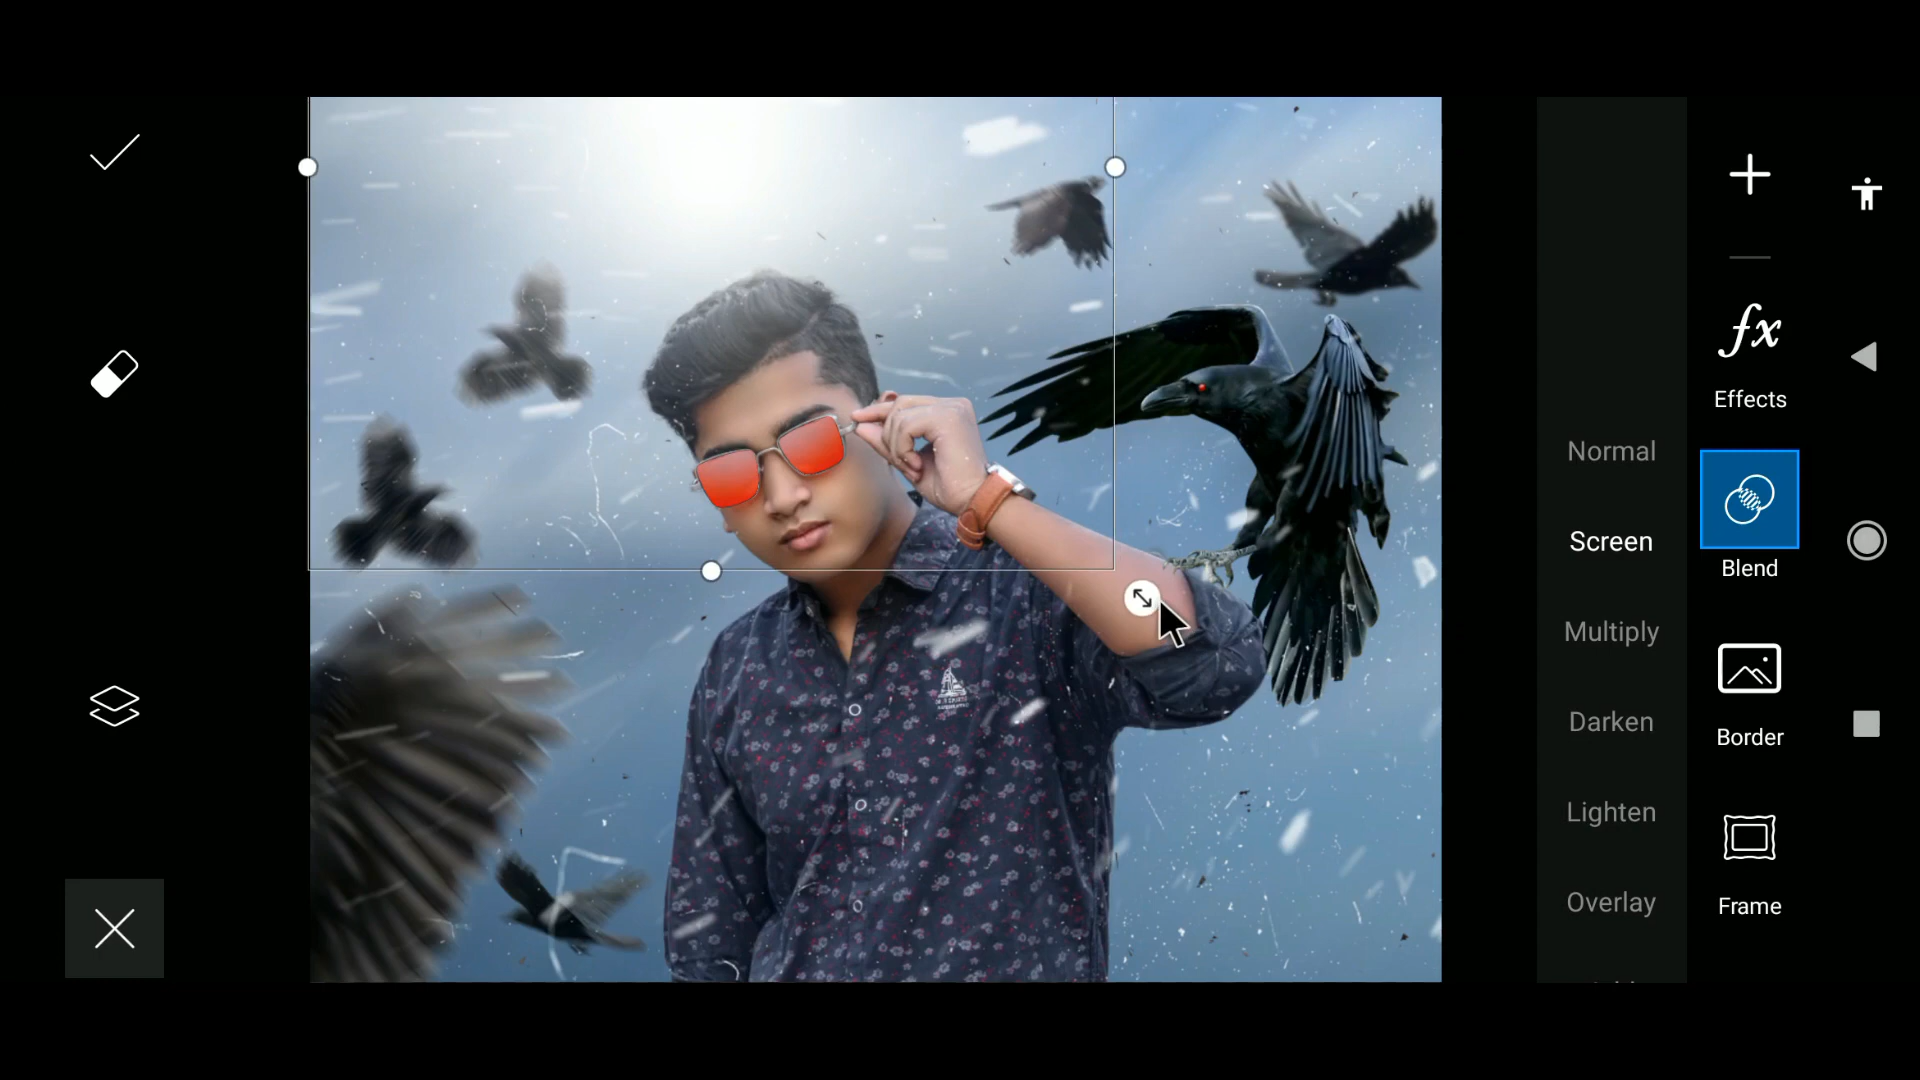 Effects
Normal
Screen
Blend
Multiply
Darken
Border
Lighten
Overlay
Frame